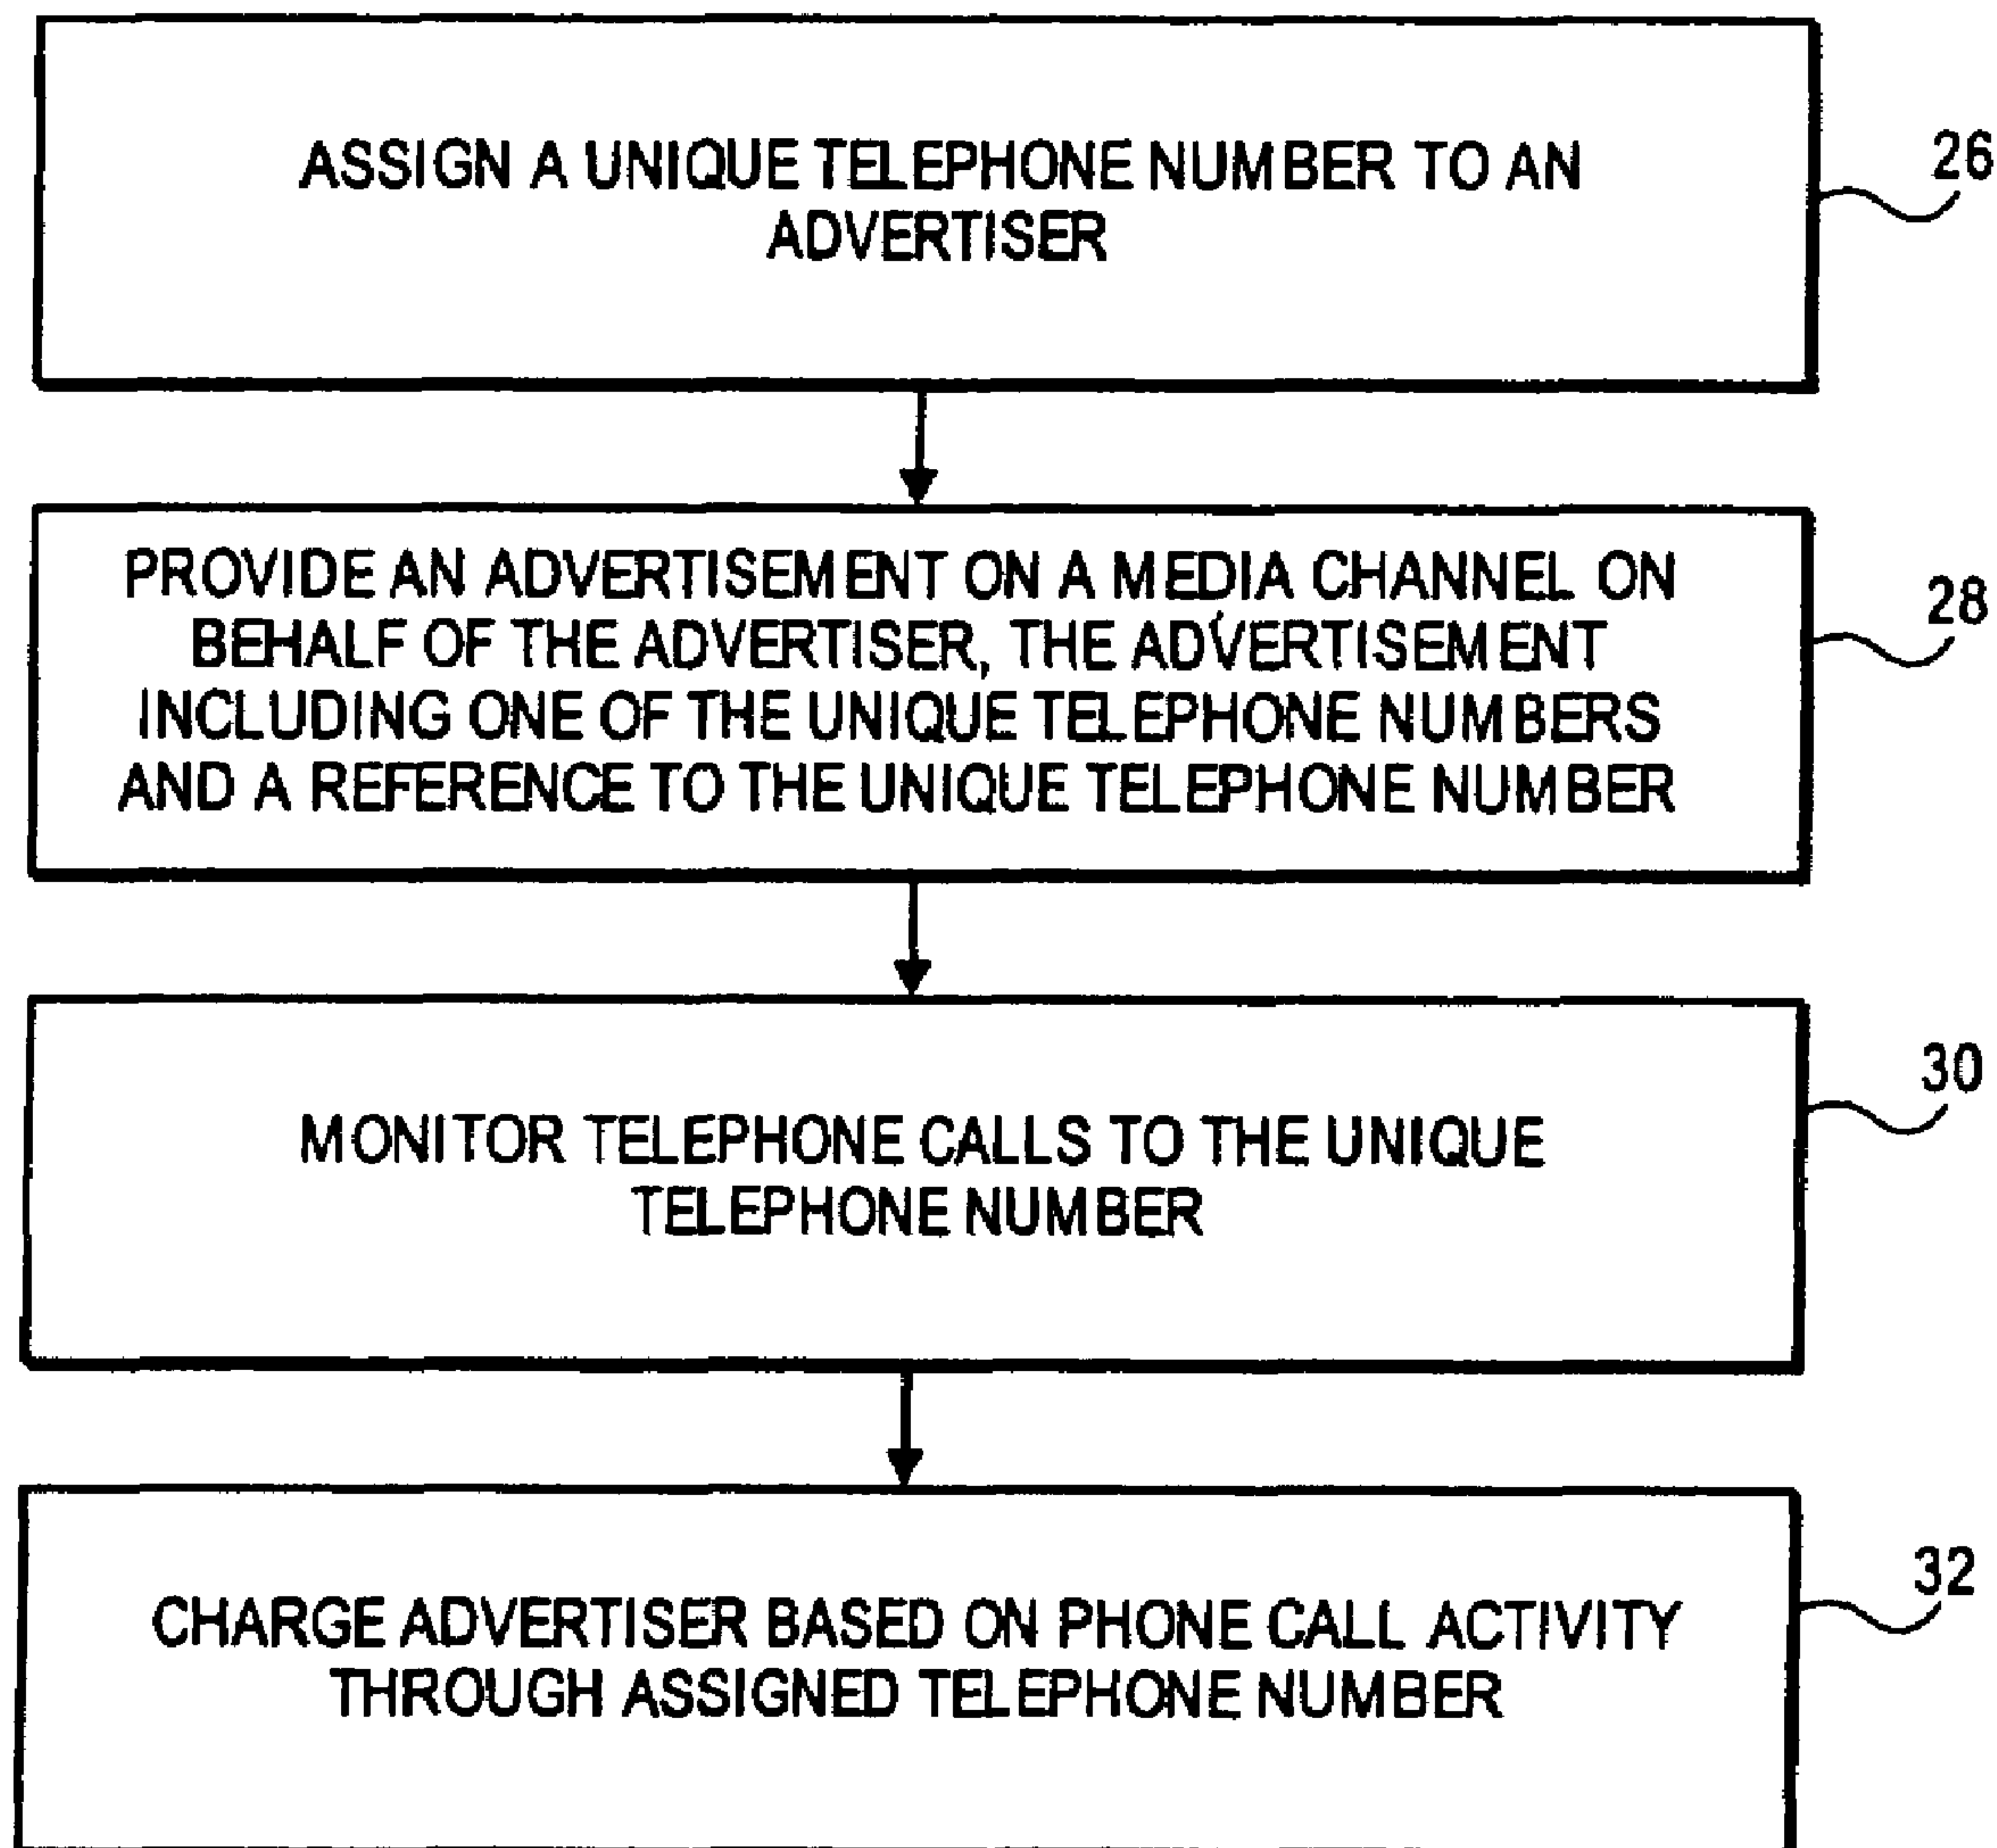 ASSIGN A UNIQUE TELEPHONE NUMBER TO AN
ADVERTISER
26
PROVIDE AN ADVERTISEMENT ON A MEDIA CHANNEL ON
BEHALF OF THE ADVERTISER, THE ADVERTISEMENT
INCLUDING ONE OF THE UNIQUE TELEPHONE NUMBERS
AND A REFERENCE TO THE UNIQUE TELEPHONE NUMBER
28
MONITOR TELEPHONE CALLS TO THE UNIQUE
TELEPHONE NUMBER
30
CHARGE ADVERTISER BASED ON PHONE CALL ACTIVITY
THROUGH ASSIGNED TELEPHONE NUMBER
32